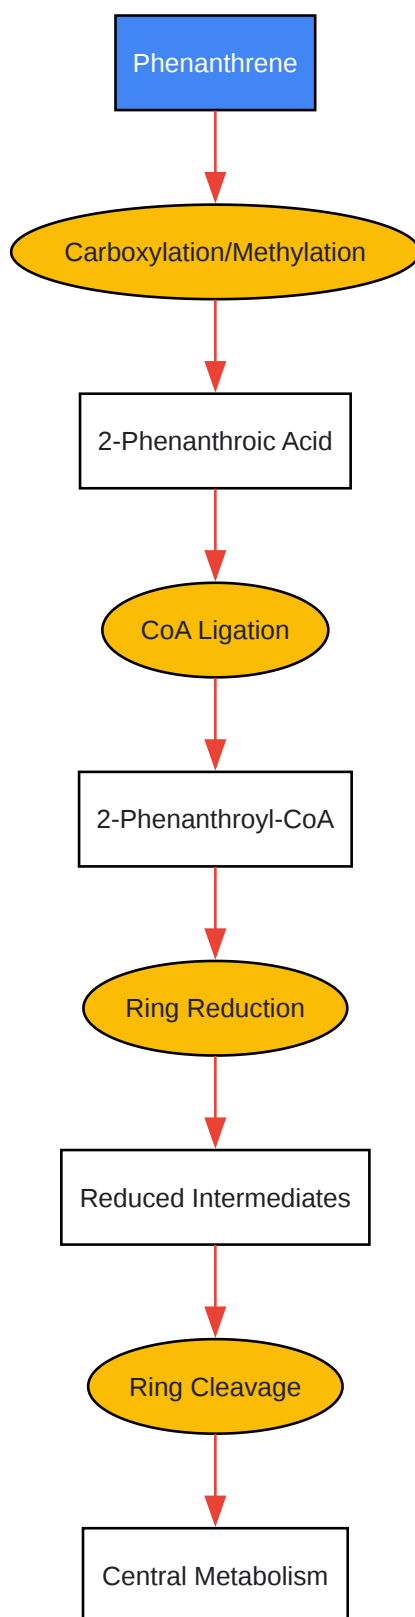 Phenanthrene
Carboxylation/Methylation
2-Phenanthroic Acid
CoA Ligation
2-Phenanthroyl-CoA
Ring Reduction
Reduced Intermediates
Ring Cleavage
Central Metabolism